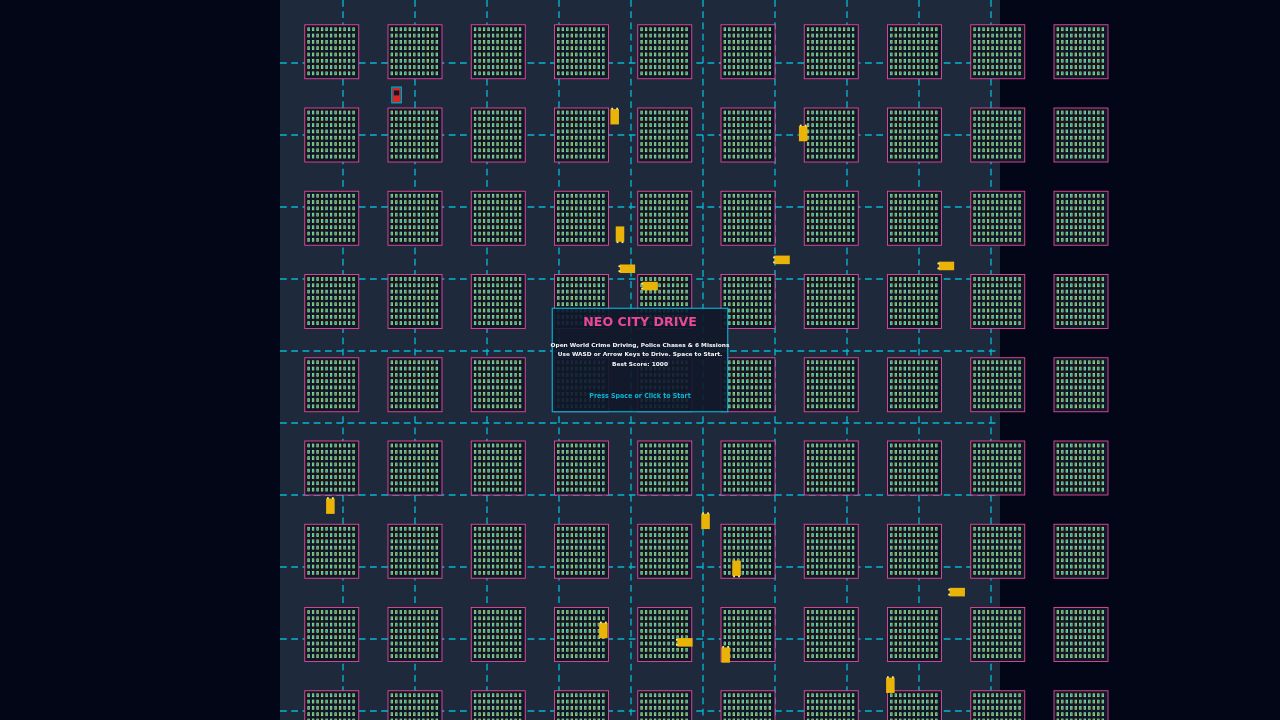 NEO CITY DRIVE
Open World Crime Driving, Police Chases & 6 Missions
Use WASD or Arrow Keys to Drive. Space to Start.
Best Score: 1000
Press Space or Click to Start